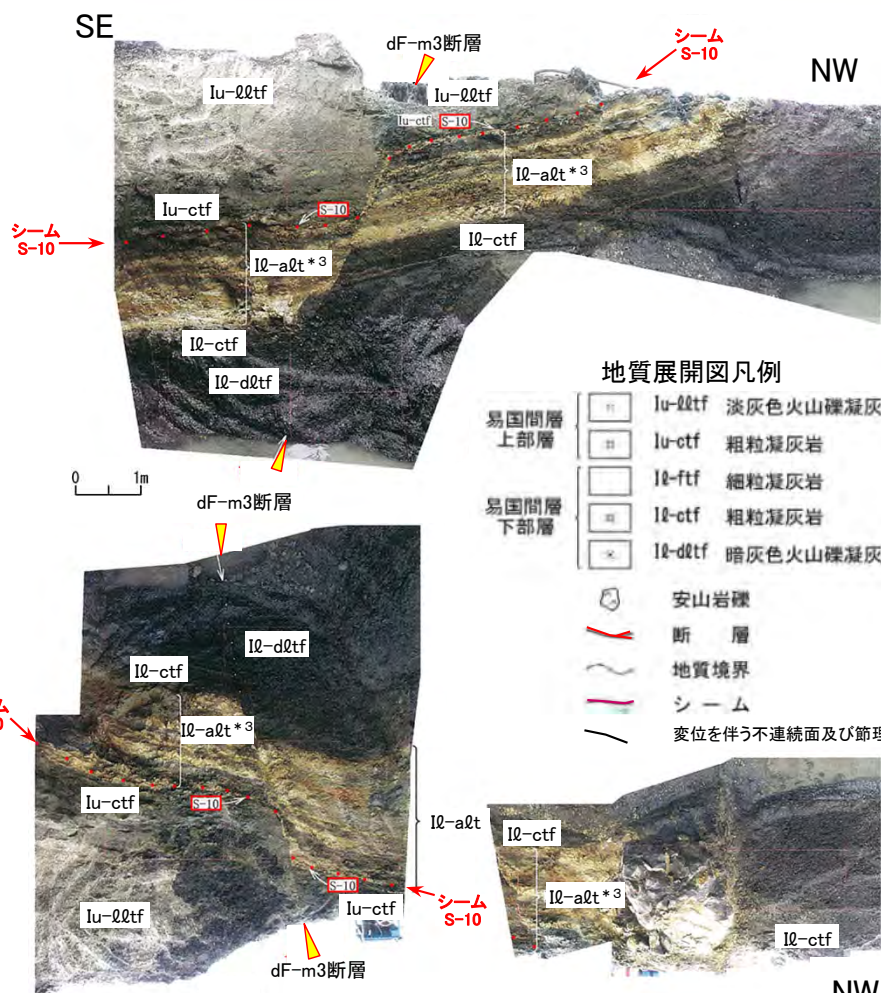 SE
dF-m3断層
シーム
S-10
NW
Iu-ℓℓtf
Iu-ℓℓtf
Iu-ctf
S-10
Iℓ-aℓt*³
Iu-ctf
S-10
シーム
S-10
Iℓ-aℓt*³
Iℓ-ctf
Iℓ-ctf
Iℓ-dℓtf
0 1m
dF-m3断層
地質展開図凡例
易国間層
上部層
Iu-ℓℓtf 淡灰色火山礫凝灰
Iu-ctf 粗粒凝灰岩
易国間層
下部層
Iℓ-ftf 細粒凝灰岩
Iℓ-ctf 粗粒凝灰岩
Iℓ-dℓtf 暗灰色火山礫凝灰
安山岩礫
断 層
地質境界
シ ー ム
変位を伴う不連続面及び節理
Iℓ-dℓtf
Iℓ-ctf
Iℓ-aℓt*³
Iu-ctf
S-10
Iℓ-aℓt
Iu-ℓℓtf
S-10
Iu-ctf
シーム
S-10
dF-m3断層
Iℓ-ctf
Iℓ-aℓt*³
Iℓ-ctf
NW